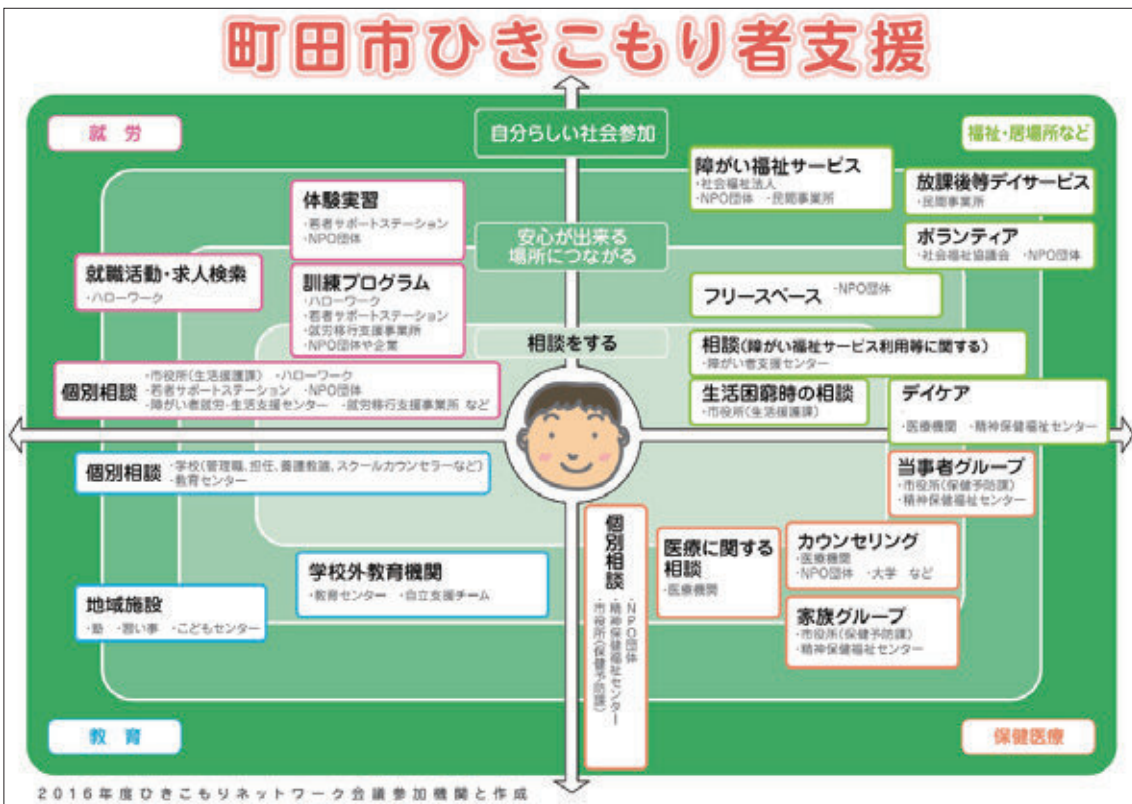 町田市ひきこもり者支援
就 労
自分らしい社会参加
福祉・居場所など
体験実習
・若者サポートステーション
・NPO団体
障がい福祉サービス
・社会福祉法人
・NPO団体 ・民間事業所
放課後等デイサービス
・民間事業所
安心が出来る
場所につながる
ボランティア
・社会福祉協議会 ・NPO団体
就職活動・求人検索
・ハローワーク
訓練プログラム
・ハローワーク
・若者サポートステーション
・就労移行支援事業所
・NPO団体や企業
フリースペース ・NPO団体
相談をする
相談(障がい福祉サービス利用等に関する)
・障がい者支援センター
個別相談
・市役所(生活援護課) ・ハローワーク
・若者サポートステーション ・NPO団体
・障がい者就労・生活支援センター ・就労移行支援事業所 など
生活困窮時の相談
・市役所(生活援護課)
デイケア
・医療機関 ・精神保健福祉センター
個別相談
・学校(管理職、担任、養護教諭、スクールカウンセラーなど)
・教育センター
当事者グループ
・市役所(保健予防課)
・精神保健福祉センター
個別相談
・NPO団体
・精神保健福祉センター
・市役所(保健予防課)
医療に関する
相談
・医療機関
カウンセリング
・医療機関
・NPO団体 ・大学 など
学校外教育機関
・教育センター ・自立支援チーム
地域施設
・塾 ・習い事 ・こどもセンター
家族グループ
・市役所(保健予防課)
・精神保健福祉センター
教 育
保健医療
2016年度ひきこもりネットワーク会議参加機関と作成